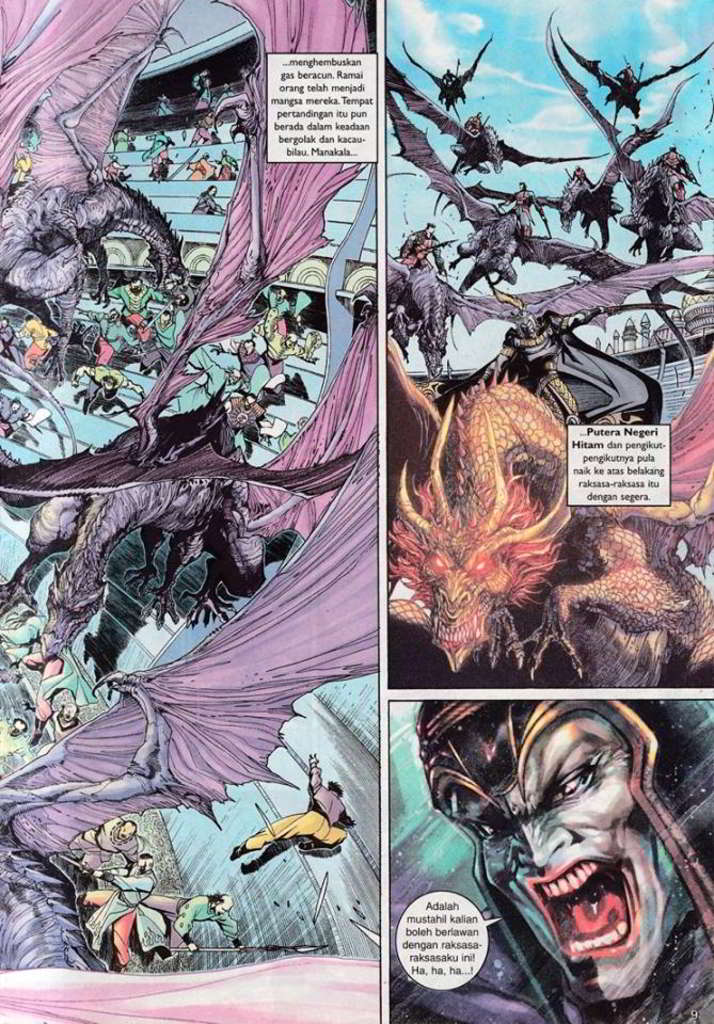 ...menghembuskan
gas beracun. Ramai
orang telah menjadi
mangsa mereka. Tempat
pertandingan itu pun
berada dalam keadaan
bergolak dan kacau-
bilau. Manakala...
...Putera Negeri
Hitam dan pengikut-
pengikutnya pula
naik ke atas belakang
raksasa-raksasa itu
dengan segera.
Adalah
mustahil kalian
boleh berlawan
dengan raksasa-
raksasaku ini!
Ha, ha, ha...!
9